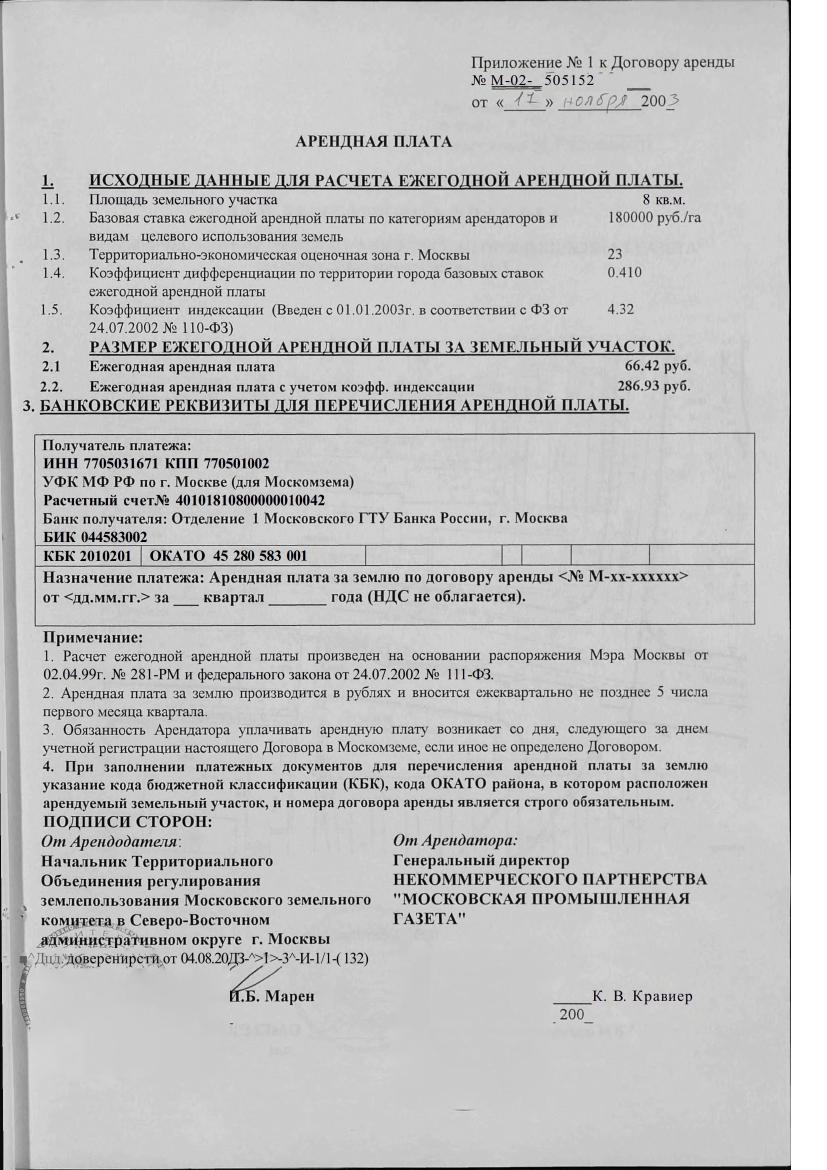 Приложение № 1 к Договору аренды
№ М-02-_505152
от « 17 » ноября 2003
АРЕНДНАЯ ПЛАТА
1. ИСХОДНЫЕ ДАННЫЕ ДЛЯ РАСЧЕТА ЕЖЕГОДНОЙ АРЕНДНОЙ ПЛАТЫ.
1.1. Площадь земельного участка 8 кв.м.
1.2. Базовая ставка ежегодной арендной платы по категориям арендаторов и 180000 руб./га
видам целевого использования земель
1.3. Территориально-экономическая оценочная зона г. Москвы 23
1.4. Коэффициент дифференциации по территории города базовых ставок 0.410
ежегодной арендной платы
1.5. Коэффициент индексации (Введен с 01.01.2003г. в соответствии с ФЗ от 4.32
24.07.2002 № 110-ФЗ)
2. РАЗМЕР ЕЖЕГОДНОЙ АРЕНДНОЙ ПЛАТЫ ЗА ЗЕМЕЛЬНЫЙ УЧАСТОК.
2.1 Ежегодная арендная плата 66.42 руб.
2.2. Ежегодная арендная плата с учетом коэфф. индексации 286.93 руб.
3. БАНКОВСКИЕ РЕКВИЗИТЫ ДЛЯ ПЕРЕЧИСЛЕНИЯ АРЕНДНОЙ ПЛАТЫ.
Получатель платежа:
ИНН 7705031671 КПП 770501002
УФК МФ РФ по г. Москве (для Москомзема)
Расчетный счет№ 40101810800000010042
Банк получателя: Отделение 1 Московского ГТУ Банка России, г. Москва
БИК 044583002
КБК 2010201 ОКАТО 45 280 583 001
Назначение платежа: Арендная плата за землю по договору аренды <№ М-хх-хххххх>
от <дд.мм.гг.> за ___ квартал _______ года (НДС не облагается).
Примечание:
1. Расчет ежегодной арендной платы произведен на основании распоряжения Мэра Москвы от
02.04.99г. № 281-РМ и федерального закона от 24.07.2002 № 111-ФЗ.
2. Арендная плата за землю производится в рублях и вносится ежеквартально не позднее 5 числа
первого месяца квартала.
3. Обязанность Арендатора уплачивать арендную плату возникает со дня, следующего за днем
учетной регистрации настоящего Договора в Москомземе, если иное не определено Договором.
4. При заполнении платежных документов для перечисления арендной платы за землю
указание кода бюджетной классификации (КБК), кода ОКАТО района, в котором расположен
арендуемый земельный участок, и номера договора аренды является строго обязательным.
ПОДПИСИ СТОРОН:
От Арендодателя:
Начальник Территориального
Объединения регулирования
землепользования Московского земельного
комитета в Северо-Восточном
административном округе г. Москвы
доверенирсти от 04.08.20ДЗ-^>1>-3^-И-1/1-( 132)
И.Б. Марен
От Арендатора:
Генеральный директор
НЕКОММЕРЧЕСКОГО ПАРТНЕРСТВА
"МОСКОВСКАЯ ПРОМЫШЛЕННАЯ
ГАЗЕТА"
_____К. В. Кравиер
200_